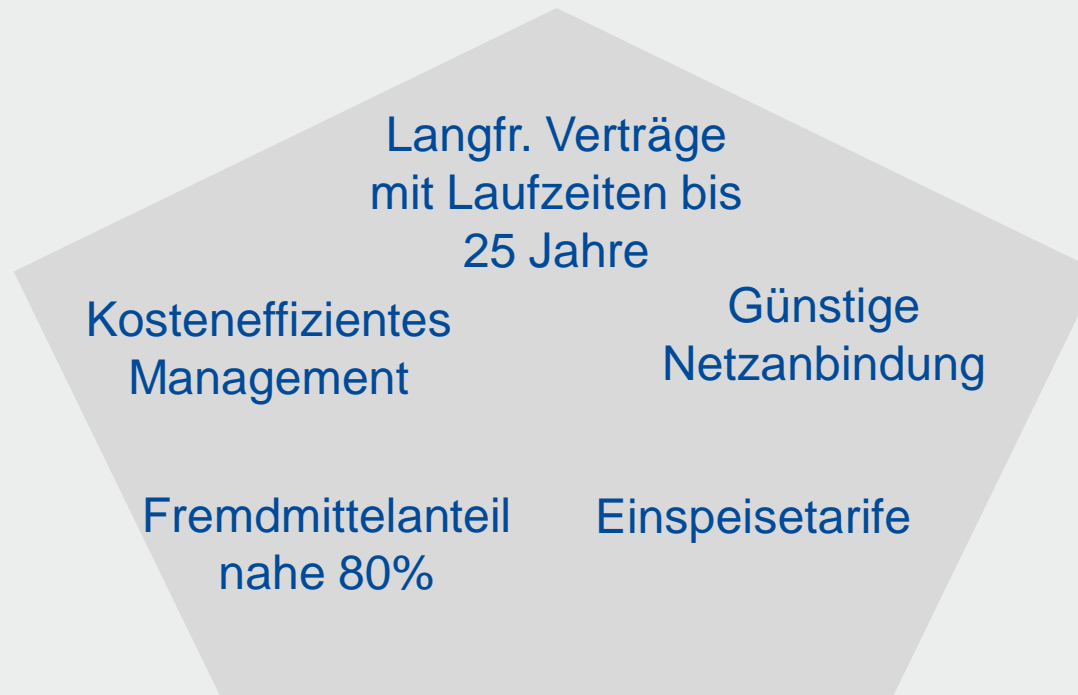 Langfr. Verträge
mit Laufzeiten bis
25 Jahre
Kosteneffizientes
Management
Günstige
Netzanbindung
Fremdmittelanteil
nahe 80%
Einspeisetarife